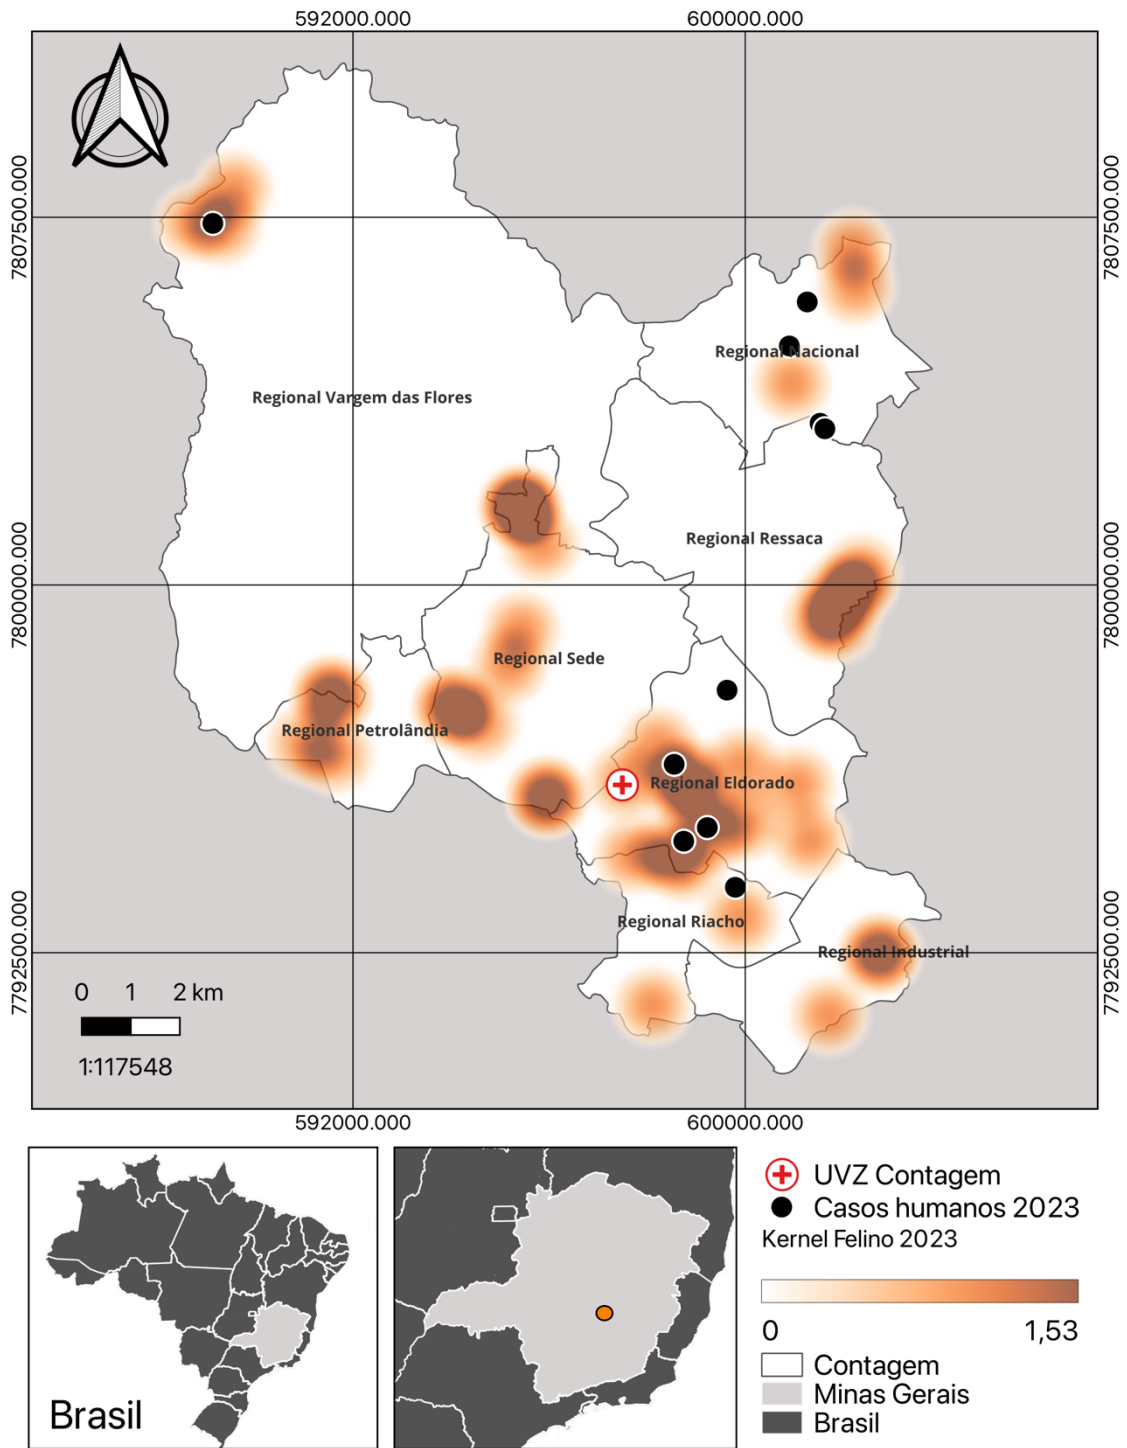 592000.000
600000.000
7807500.000
7807500.000
Regional Nacional
Regional Vargem das Flores
Regional Ressaca
7800000.000
7800000.000
Regional Sede
Regional Petrolândia
Regional Eldorado
Regional Riacho
Regional Industrial
7792500.000
7792500.000
0 1 2 km
1:117548
592000.000
600000.000
UVZ Contagem
Casos humanos 2023
Kernel Felino 2023
0 1,53
Contagem
Minas Gerais
Brasil
Brasil